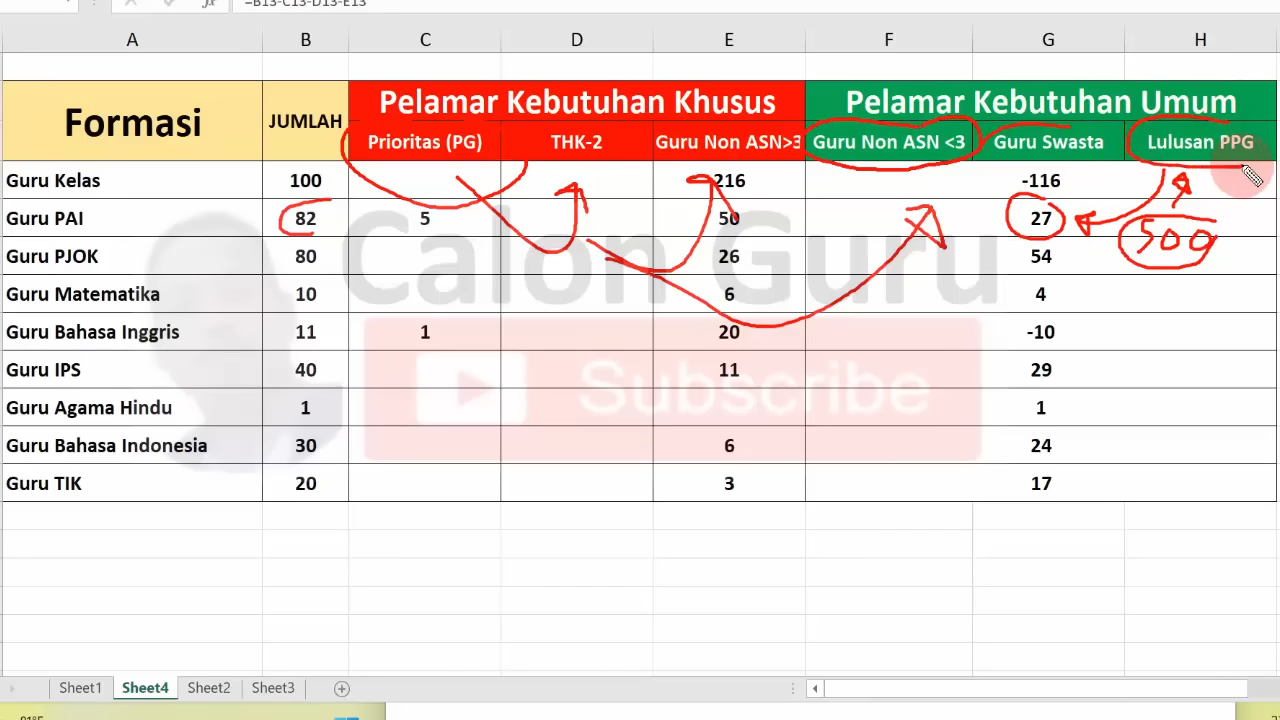 =B13-C13-D13-E13
A B C D E F G H
Formasi JUMLAH Pelamar Kebutuhan Khusus Pelamar Kebutuhan Umum
Prioritas (PG) THK-2 Guru Non ASN>3 Guru Non ASN <3 Guru Swasta Lulusan PPG
Guru Kelas 100 216 -116
Guru PAI 82 5 50 27
500
Guru PJOK 80 26 54
Calon Guru
Guru Matematika 10 6 4
Guru Bahasa Inggris 11 1 20 -10
Guru IPS 40 11 29
Subscribe
Guru Agama Hindu 1 1
Guru Bahasa Indonesia 30 6 24
Guru TIK 20 3 17
Sheet1 Sheet4 Sheet2 Sheet3